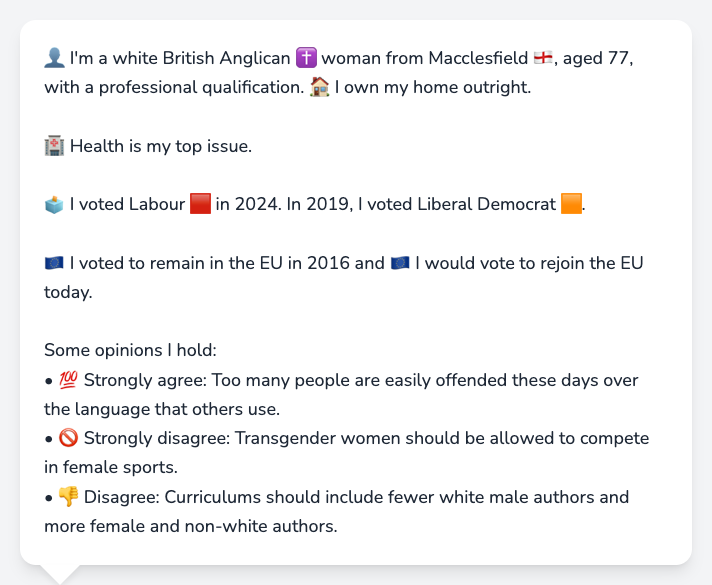 👤 I'm a white British Anglican ✝️ woman from Macclesfield 🏴󠁧󠁢󠁥󠁮󠁧󠁿, aged 77,
with a professional qualification. 🏠 I own my home outright.
🏥 Health is my top issue.
🗳️ I voted Labour 🟥 in 2024. In 2019, I voted Liberal Democrat 🟧.
🇪🇺 I voted to remain in the EU in 2016 and 🇪🇺 I would vote to rejoin the EU
today.
Some opinions I hold:
• 💯 Strongly agree: Too many people are easily offended these days over
the language that others use.
• 🚫 Strongly disagree: Transgender women should be allowed to compete
in female sports.
• 👎 Disagree: Curriculums should include fewer white male authors and
more female and non-white authors.